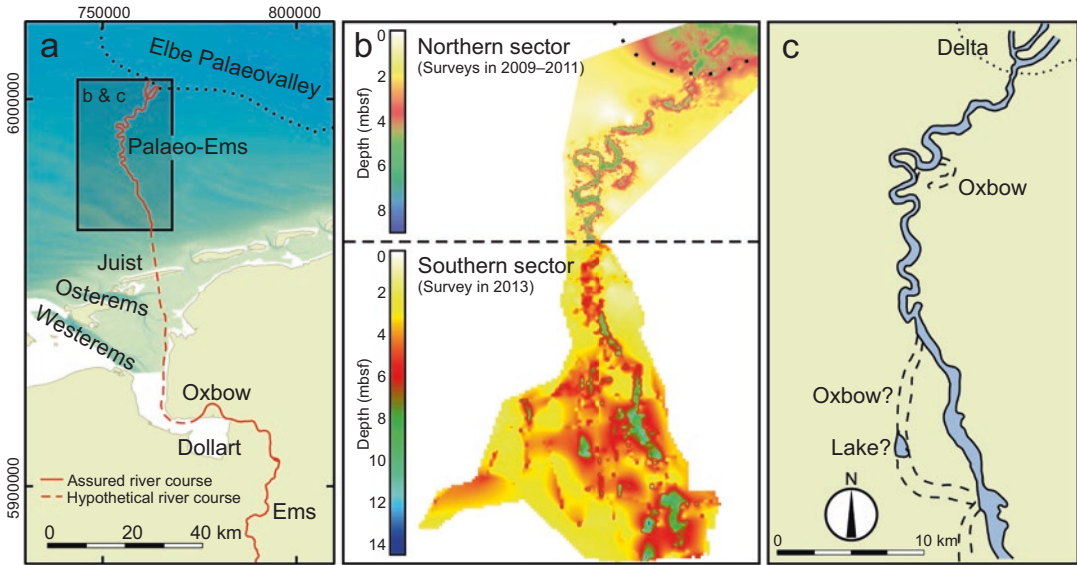 750000
800000
6000000
5900000
a
Elbe Palaeovalley
b & c
Palaeo-Ems
Juist
Osterems
Westerems
Oxbow
Dollart
Ems
Assured river course
Hypothetical river course
0 20 40 km
b
Northern sector
(Surveys in 2009–2011)
Depth (mbsf)
0
2
4
6
8
Southern sector
(Survey in 2013)
Depth (mbsf)
0
2
4
6
8
10
12
14
c
Delta
Oxbow
Oxbow?
Lake?
N
0 10 km